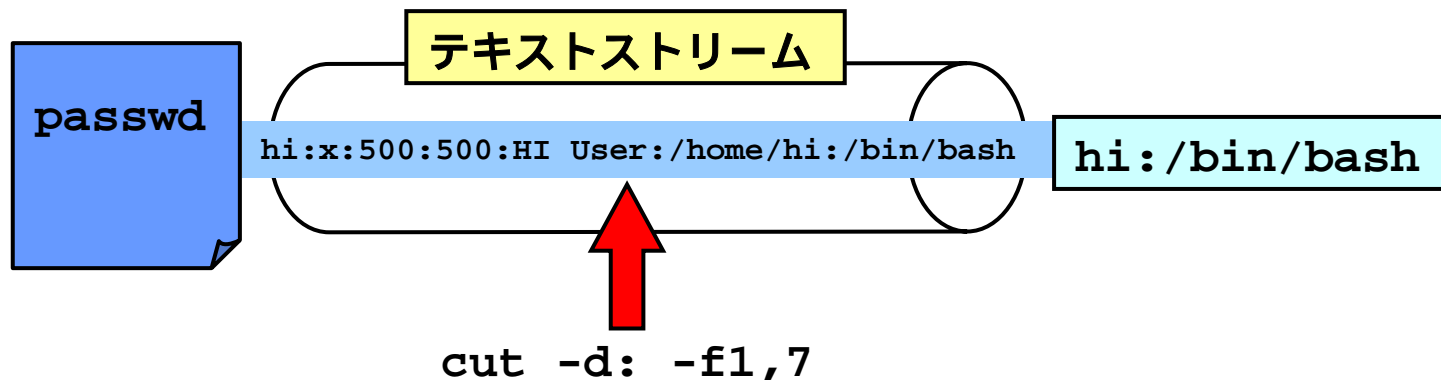 テキストストリーム
passwd
hi:x:500:500:HI User:/home/hi:/bin/bash
hi:/bin/bash
cut -d: -f1,7